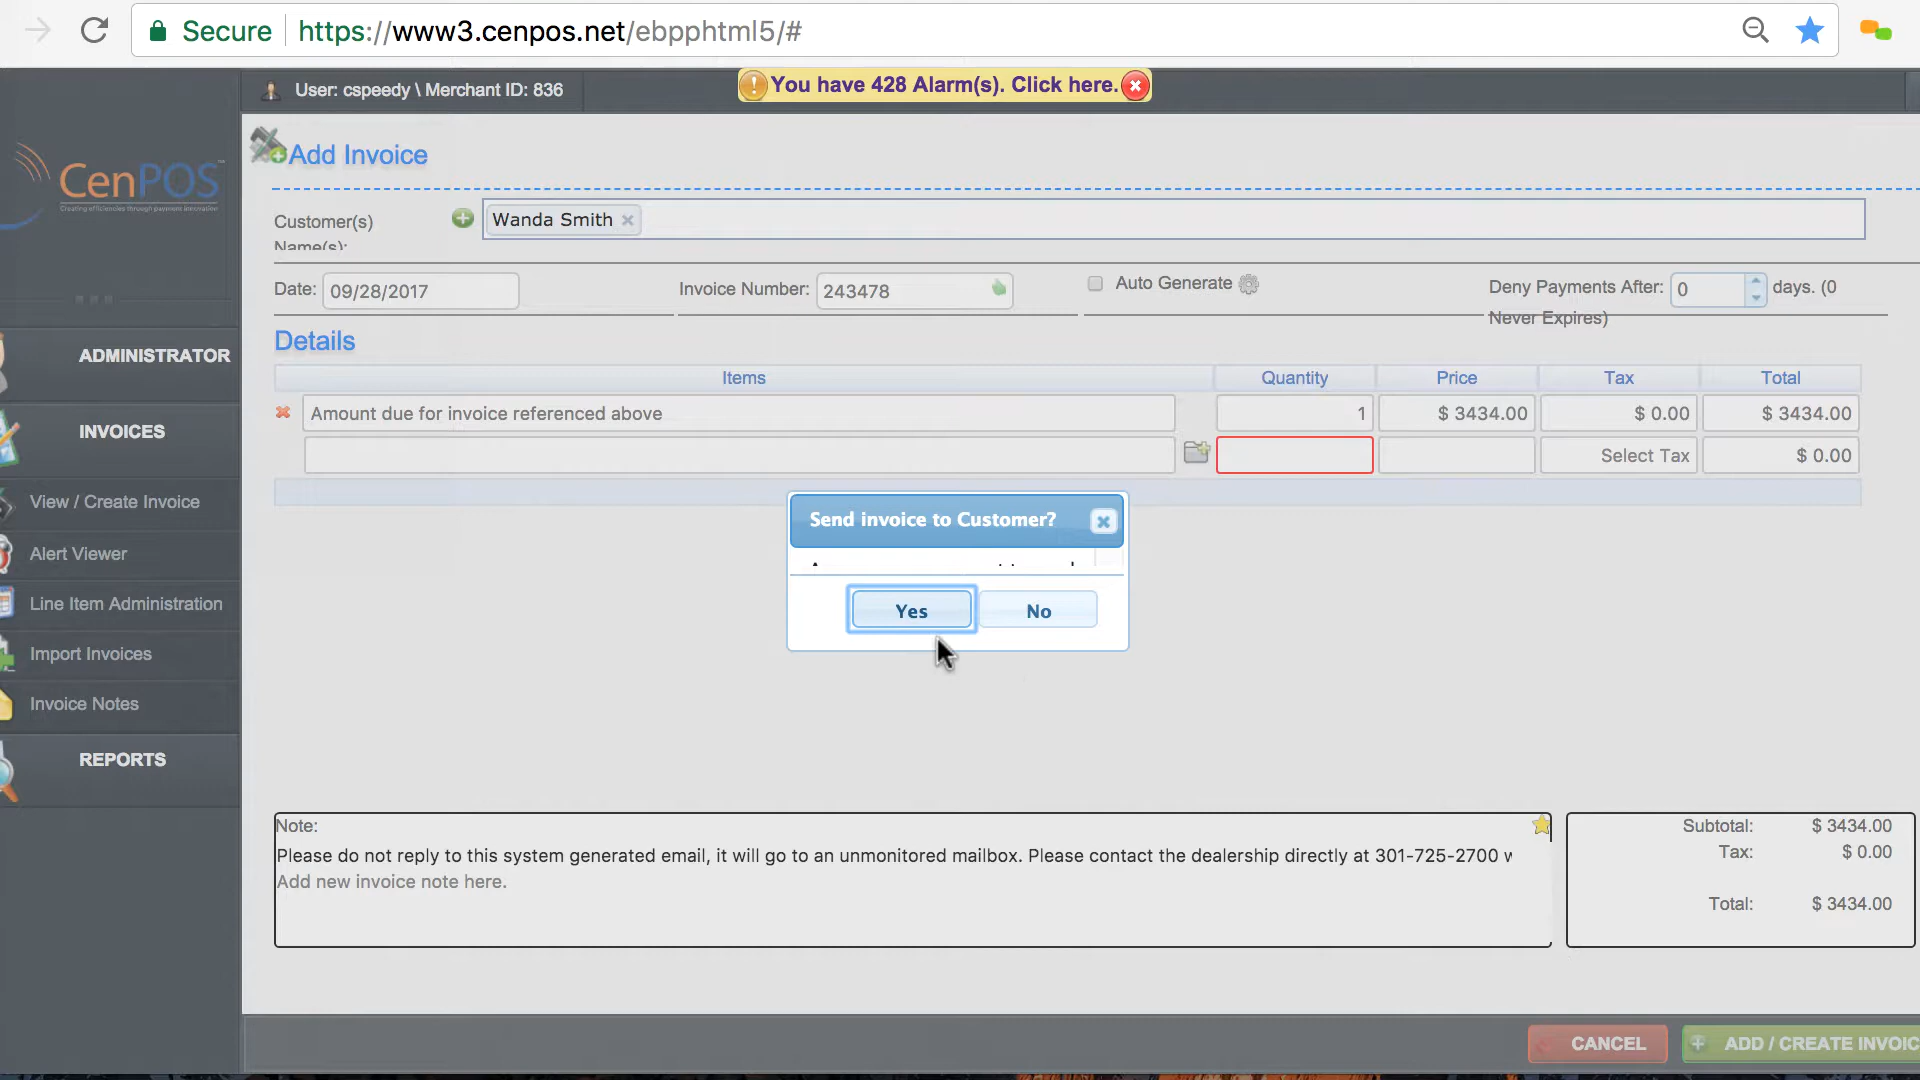 Secure https://www3.cenpos.net/ebpphtml5/#
User: cspeedy \ Merchant ID: 836
You have 428 Alarm(s). Click here.
CenPOS
Creating efficiencies through payment innovation
Add Invoice
Customer(s)
Name(s):
Wanda Smith
Date: 09/28/2017
Invoice Number: 243478
Auto Generate
Deny Payments After: 0 days. (0
Never Expires)
Details
Items Quantity Price Tax Total
Amount due for invoice referenced above 1 $ 3434.00 $ 0.00 $ 3434.00
Select Tax $ 0.00
Send invoice to Customer?
Yes No
ADMINISTRATOR
INVOICES
View / Create Invoice
Alert Viewer
Line Item Administration
Import Invoices
Invoice Notes
REPORTS
Note:
Please do not reply to this system generated email, it will go to an unmonitored mailbox. Please contact the dealership directly at 301-725-2700
Add new invoice note here.
Subtotal: $ 3434.00
Tax: $ 0.00
Total: $ 3434.00
CANCEL
ADD / CREATE INVOIC